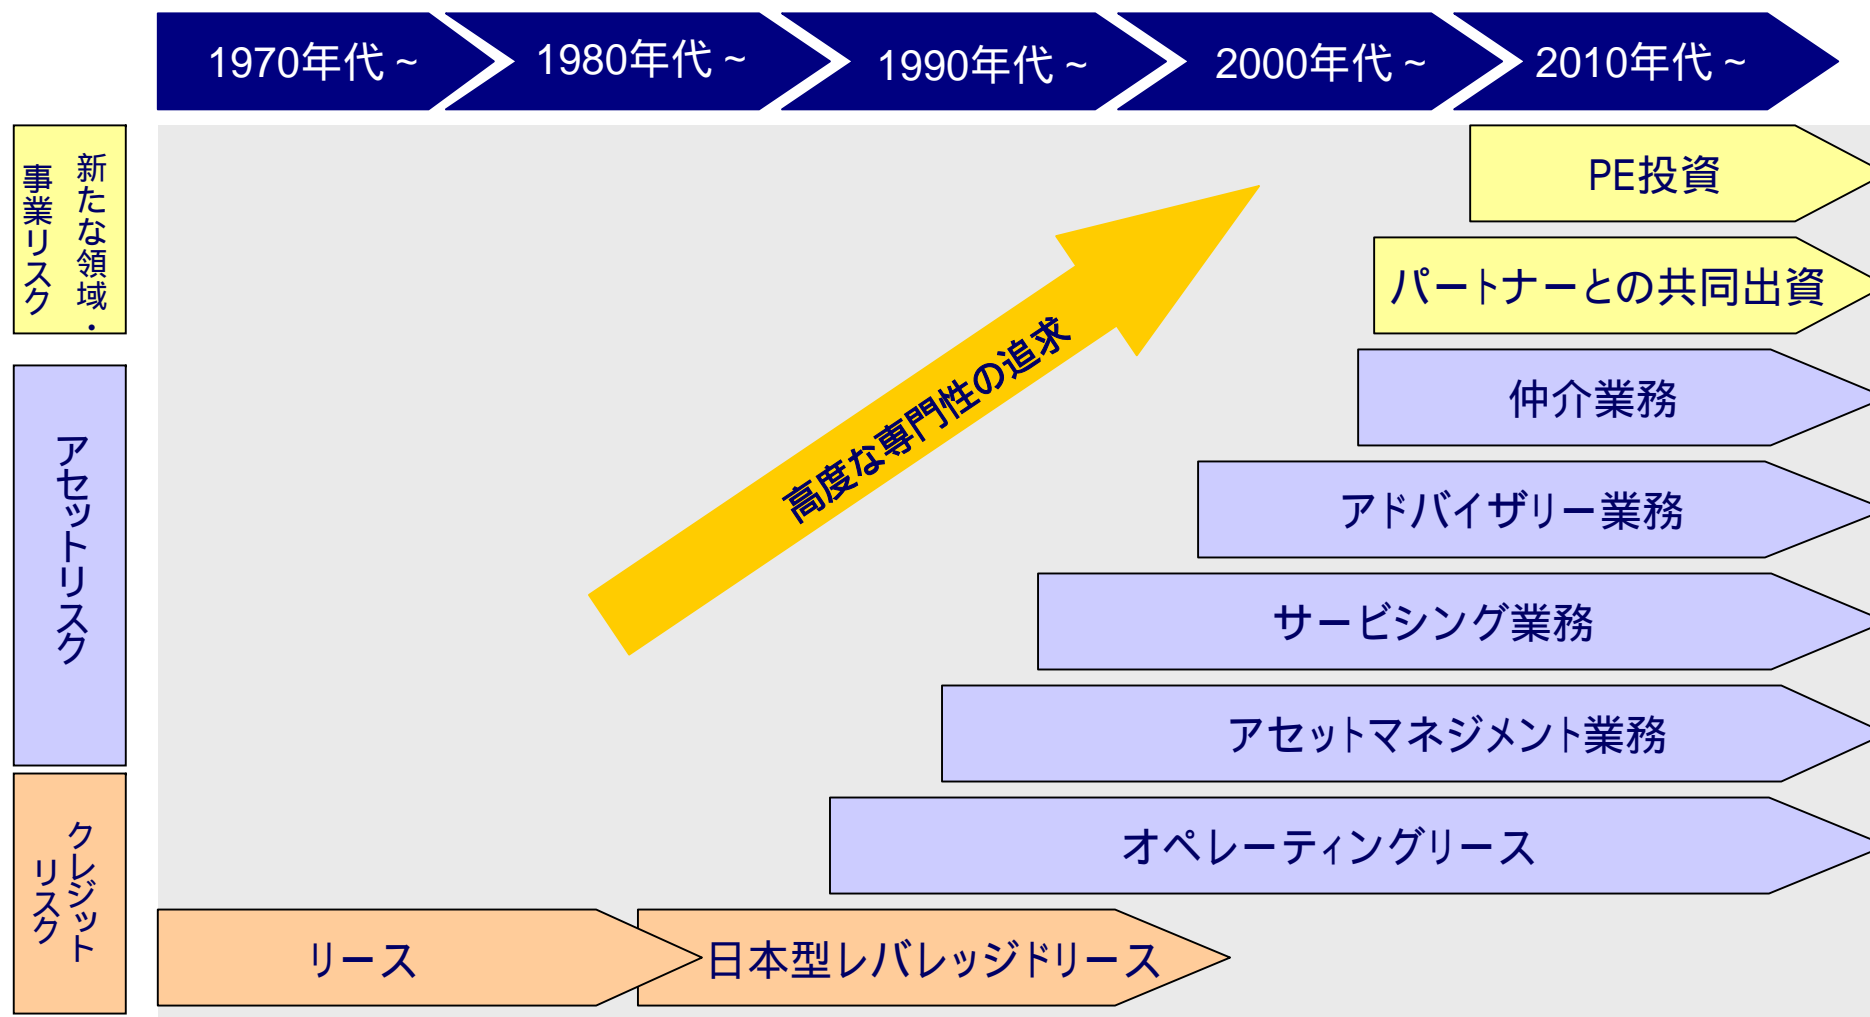 1970年代 ~
1980年代 ~
1990年代 ~
2000年代 ~
2010年代 ~
新たな領域・
事業リスク
PE投資
パートナーとの共同出資
高度な専門性の追求
アセットリスク
仲介業務
アドバイザリー業務
サービシング業務
アセットマネジメント業務
オペレーティングリース
クレジット
リスク
リース
日本型レバレッジドリース